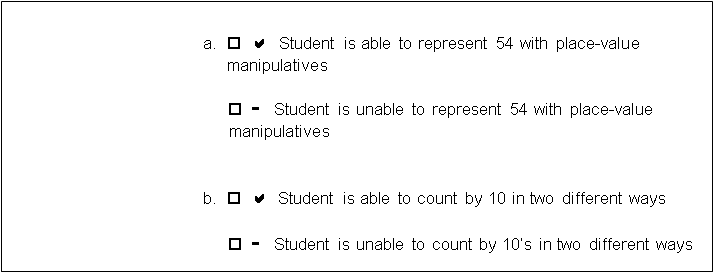 a. ☐ ✔ Student is able to represent 54 with place-value
manipulatives
☐ - Student is unable to represent 54 with place-value
manipulatives
b. ☐ ✔ Student is able to count by 10 in two different ways
☐ - Student is unable to count by 10's in two different ways